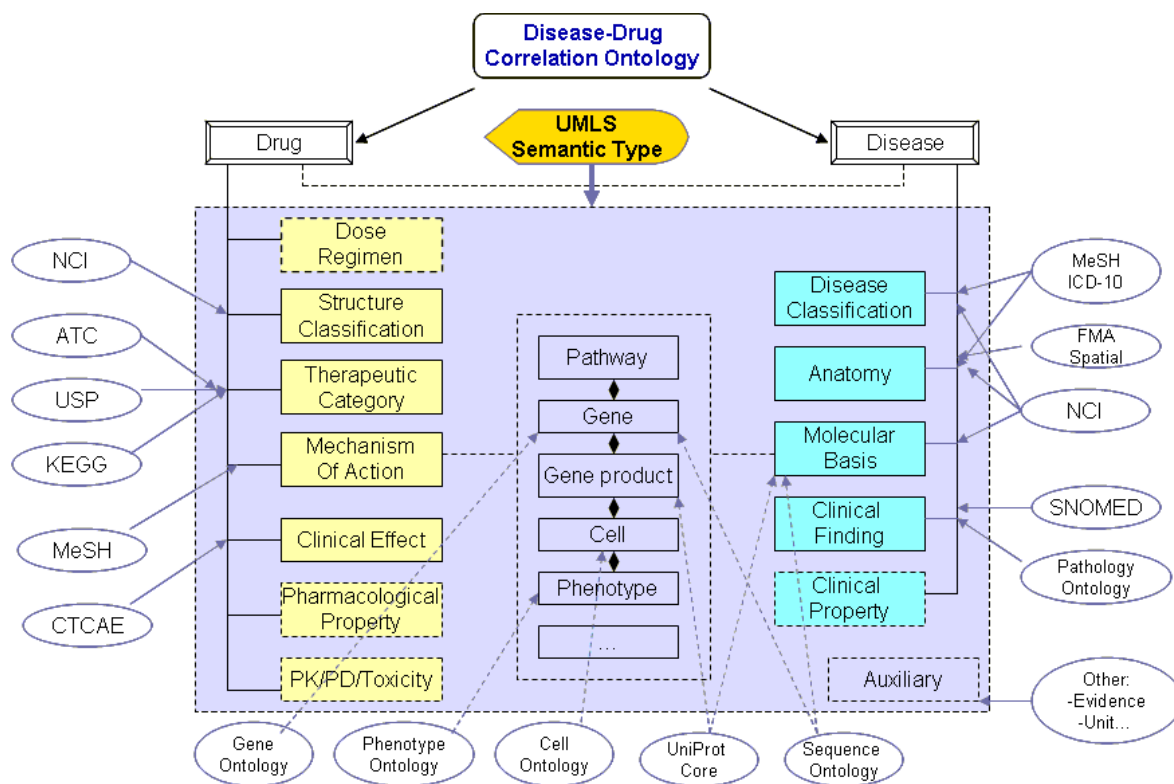 Disease-Drug
Correlation Ontology
UMLS
Semantic Type
Drug
Disease
Dose
Regimen
Structure
Classification
Therapeutic
Category
Mechanism
Of Action
Clinical Effect
Pharmacological
Property
PK/PD/Toxicity
NCI
ATC
USP
KEGG
MeSH
CTCAE
Pathway
Gene
Gene product
Cell
Phenotype
...
Disease
Classification
Anatomy
Molecular
Basis
Clinical
Finding
Clinical
Property
Auxiliary
MeSH
ICD-10
FMA
Spatial
NCI
SNOMED
Pathology
Ontology
Other:
-Evidence
-Unit...
Gene
Ontology
Phenotype
Ontology
Cell
Ontology
UniProt
Core
Sequence
Ontology